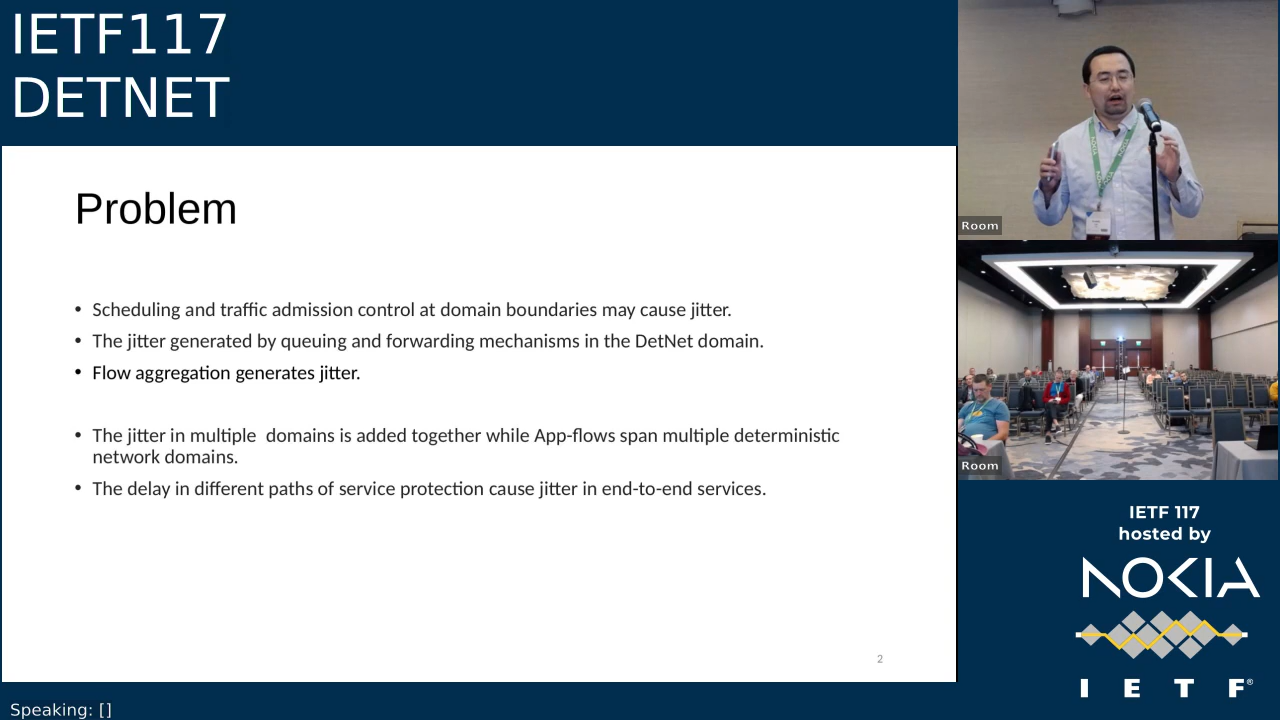 IETF117
DETNET
Problem
• Scheduling and traffic admission control at domain boundaries may cause jitter.
• The jitter generated by queuing and forwarding mechanisms in the DetNet domain.
• Flow aggregation generates jitter.
• The jitter in multiple  domains is added together while App-flows span multiple deterministic
network domains.
• The delay in different paths of service protection cause jitter in end-to-end services.
2
Room
Room
IETF 117
hosted by
NOKIA
I E T F®
Speaking: []